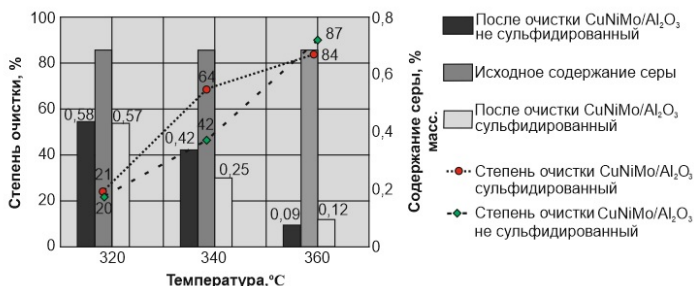 Степень очистки, %
100
80
60
40
20
0
0,58
0,57
21
20
0,42
64
42
0,25
0,09
0,12
87
84
0,8
0,6
0,4
0,2
0
Содержание серы, %
масс.
320
340
360
Температура,°С
После очистки CuNiMo/Al₂O₃
не сульфидированный
Исходное содержание серы
После очистки CuNiMo/Al₂O₃
сульфидированный
Степень очистки CuNiMo/Al₂O₃
сульфидированный
Степень очистки CuNiMo/Al₂O₃
не сульфидированный